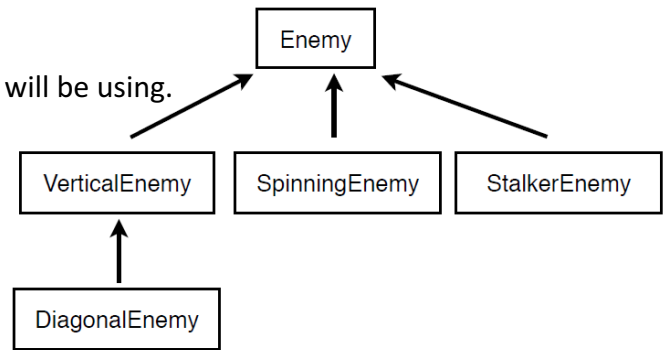 Enemy
will be using.
VerticalEnemy
SpinningEnemy
StalkerEnemy
DiagonalEnemy